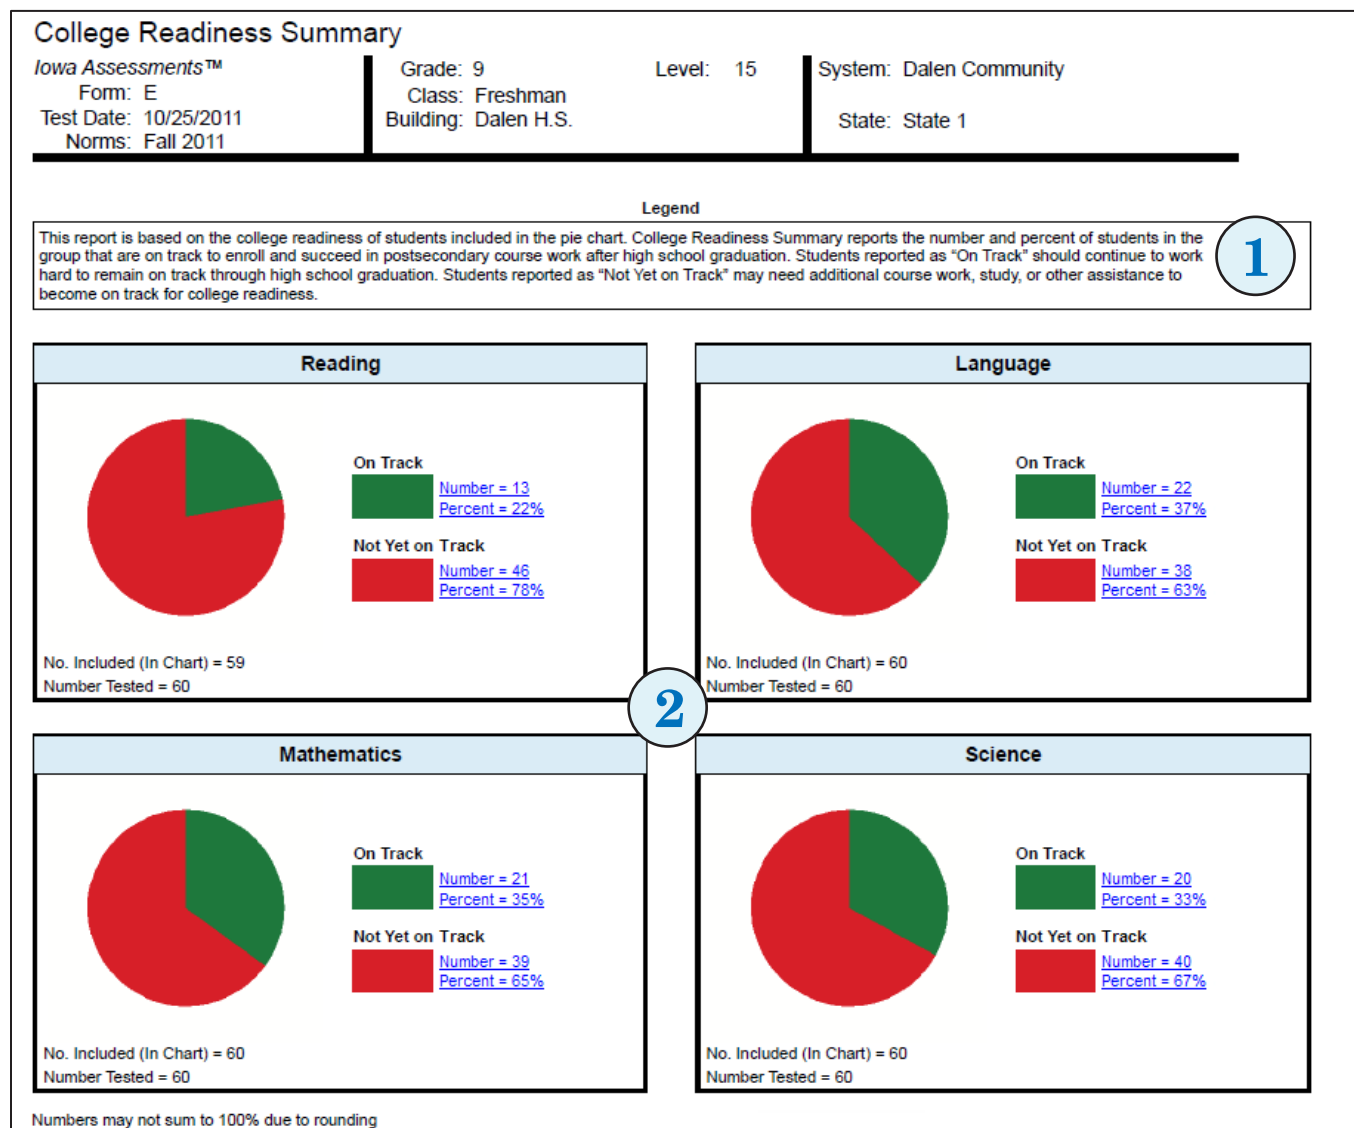 College Readiness Summary
Iowa Assessments™
Form: E
Test Date: 10/25/2011
Norms: Fall 2011
Grade: 9 Level: 15
Class: Freshman
Building: Dalen H.S.
System: Dalen Community
State: State 1
Legend
This report is based on the college readiness of students included in the pie chart. College Readiness Summary reports the number and percent of students in the
group that are on track to enroll and succeed in postsecondary course work after high school graduation. Students reported as “On Track” should continue to work
hard to remain on track through high school graduation. Students reported as “Not Yet on Track” may need additional course work, study, or other assistance to
become on track for college readiness.
1
Reading
On Track
Number = 13
Percent = 22%
Not Yet on Track
Number = 46
Percent = 78%
No. Included (In Chart) = 59
Number Tested = 60
Language
On Track
Number = 22
Percent = 37%
Not Yet on Track
Number = 38
Percent = 63%
No. Included (In Chart) = 60
Number Tested = 60
2
Mathematics
On Track
Number = 21
Percent = 35%
Not Yet on Track
Number = 39
Percent = 65%
No. Included (In Chart) = 60
Number Tested = 60
Science
On Track
Number = 20
Percent = 33%
Not Yet on Track
Number = 40
Percent = 67%
No. Included (In Chart) = 60
Number Tested = 60
Numbers may not sum to 100% due to rounding